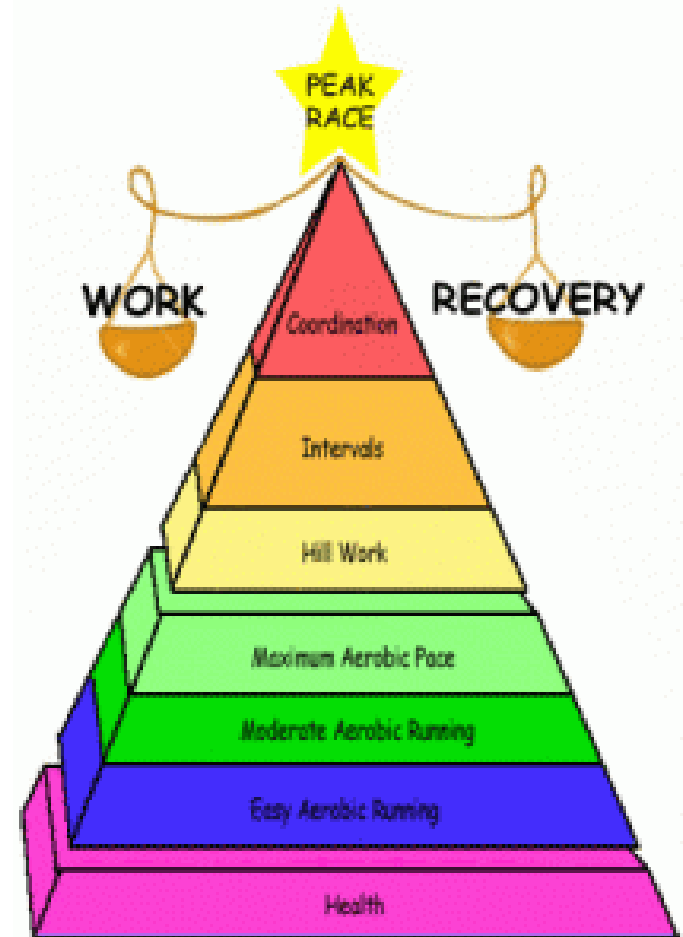 PEAK
RACE
WORK
RECOVERY
Coordination
Intervals
Hill Work
Maximum Aerobic Pace
Moderate Aerobic Running
Easy Aerobic Running
Health